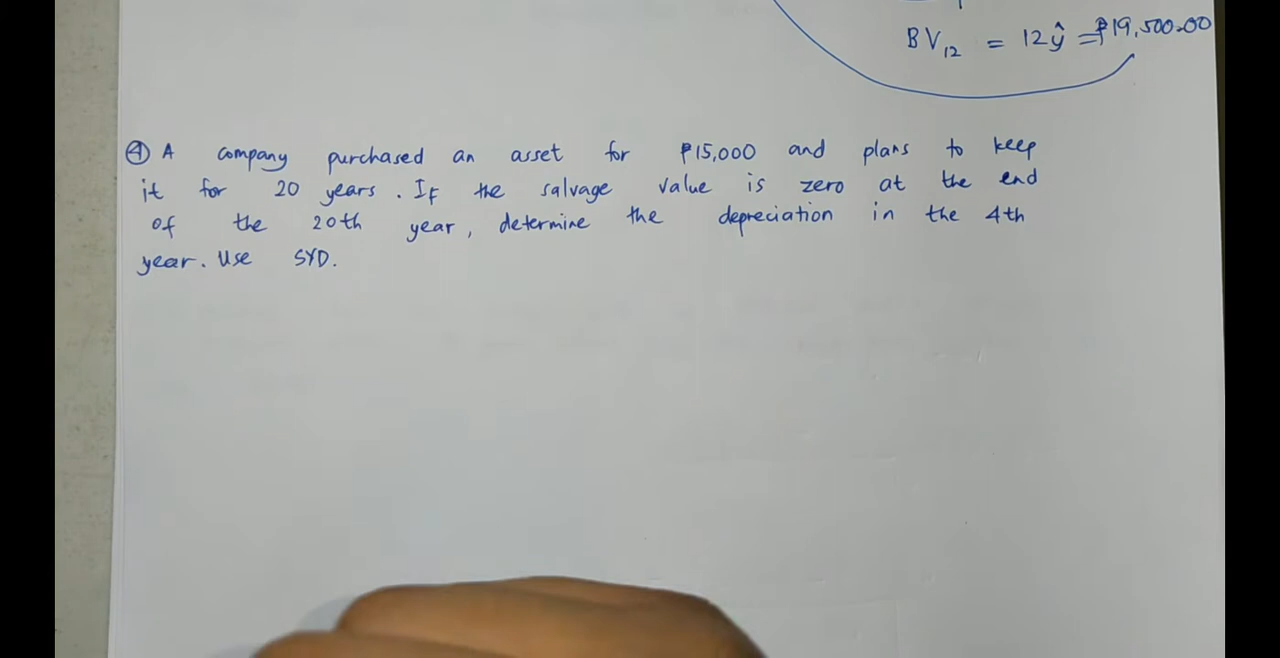 BV12 = 12ŷ = ₱19,500.00
④ A company purchased an asset for ₱15,000 and plans to keep
it for 20 years. If the salvage value is zero at the end
of the 20th year, determine the depreciation in the 4th
year. Use SYD.